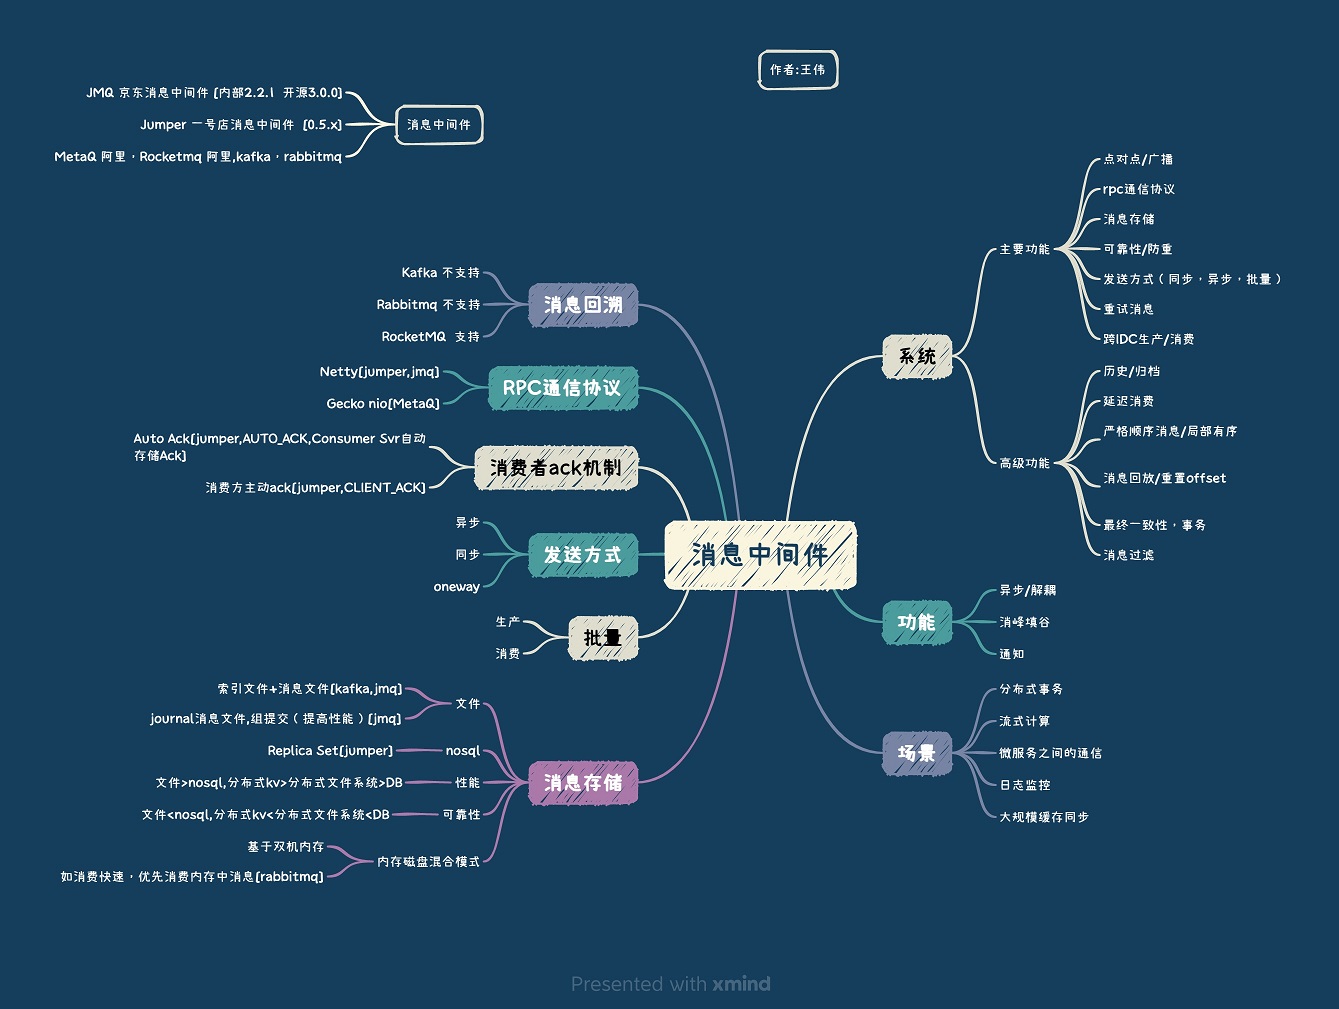 作者:王伟
JMQ 京东消息中间件 [内部2.2.1 开源3.0.0]
Jumper 一号店消息中间件 [0.5.x]
MetaQ 阿里，Rocketmq 阿里,kafka，rabbitmq
消息中间件
消息中间件
系统
主要功能
点对点/广播
rpc通信协议
消息存储
可靠性/防重
发送方式（同步，异步，批量）
重试消息
跨IDC生产/消费
高级功能
历史/归档
延迟消费
严格顺序消息/局部有序
消息回放/重置offset
最终一致性，事务
消息过滤
功能
异步/解耦
消峰填谷
通知
场景
分布式事务
流式计算
微服务之间的通信
日志监控
大规模缓存同步
消息回溯
Kafka 不支持
Rabbitmq 不支持
RocketMQ 支持
RPC通信协议
Netty[jumper,jmq]
Gecko nio[MetaQ]
消费者ack机制
Auto Ack[jumper,AUTO_ACK,Consumer Svr自动
存储Ack]
消费方主动ack[jumper,CLIENT_ACK]
发送方式
异步
同步
oneway
批量
生产
消费
消息存储
文件
索引文件+消息文件[kafka,jmq]
journal消息文件,组提交（提高性能）[jmq]
nosql
Replica Set[jumper]
性能
文件>nosql,分布式kv>分布式文件系统>DB
可靠性
文件<nosql,分布式kv<分布式文件系统<DB
内存磁盘混合模式
基于双机内存
如消费快速，优先消费内存中消息[rabbitmq]
Presented with xmind